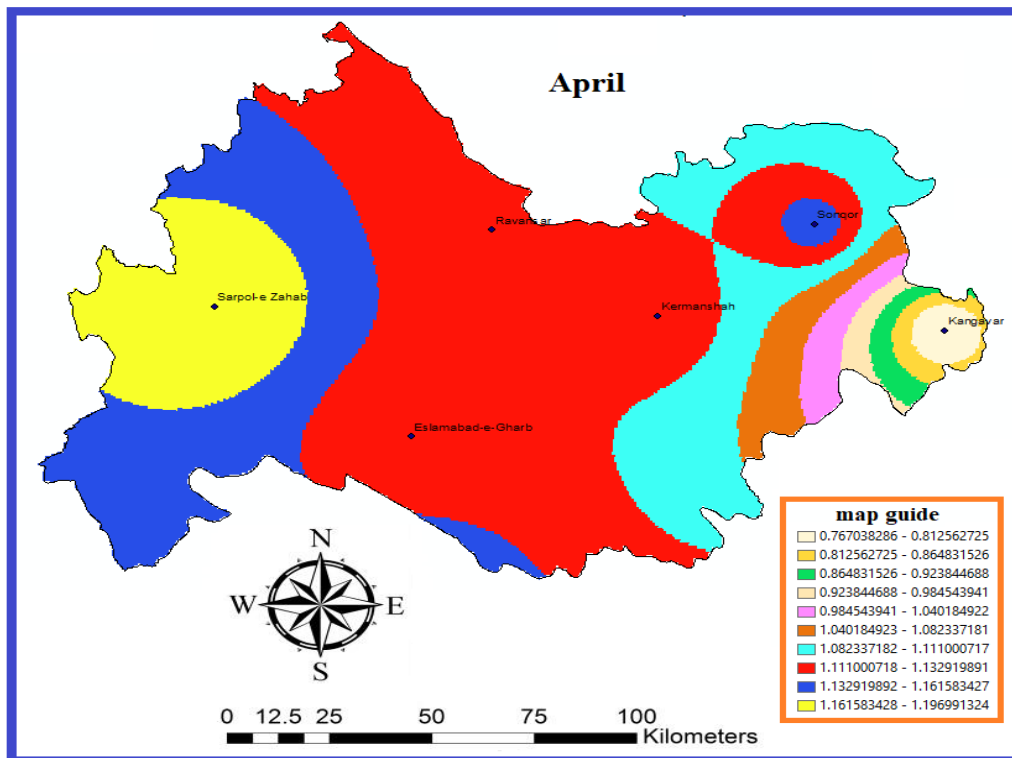 April
Ravansar
Sonqor
Sarpol-e Zahab
Kermanshah
Kangavar
Eslamabad-e-Gharb
map guide
0.767038286 - 0.812562725
0.812562725 - 0.864831526
0.864831526 - 0.923844688
0.923844688 - 0.984543941
0.984543941 - 1.040184922
1.040184923 - 1.082337181
1.082337182 - 1.111000717
1.111000718 - 1.132919891
1.132919892 - 1.161583427
1.161583428 - 1.196991324
N
W E
S
0 12.5 25 50 75 100
Kilometers